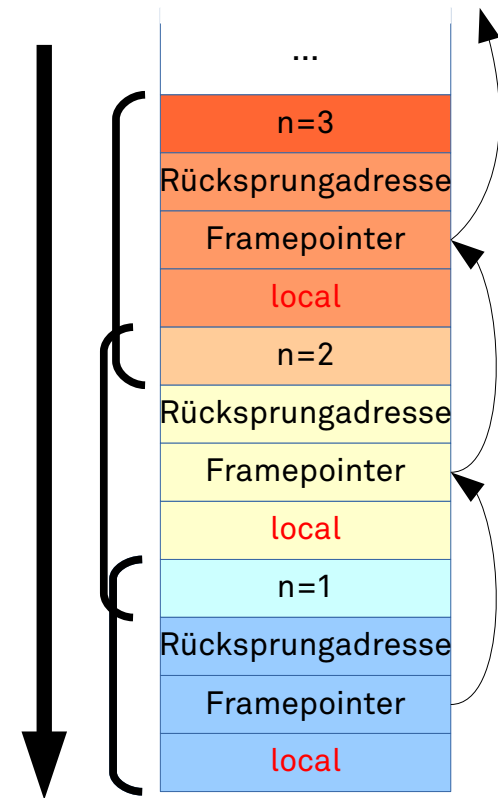 ...
n=3
Rücksprungadresse
Framepointer
local
n=2
Rücksprungadresse
Framepointer
local
n=1
Rücksprungadresse
Framepointer
local